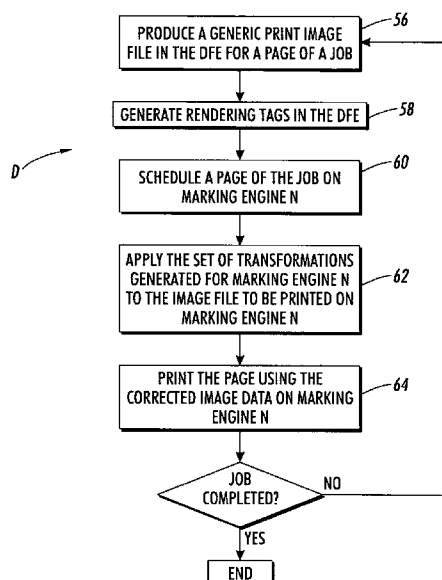 PRODUCE A GENERIC PRINT IMAGE
FILE IN THE DFE FOR A PAGE OF A JOB
56
GENERATE RENDERING TAGS IN THE DFE
58
D
60
SCHEDULE A PAGE OF THE JOB ON
MARKING ENGINE N
APPLY THE SET OF TRANSFORMATIONS
GENERATED FOR MARKING ENGINE N
TO THE IMAGE FILE TO BE PRINTED ON
MARKING ENGINE N
62
PRINT THE PAGE USING THE
CORRECTED IMAGE DATA ON MARKING
ENGINE N
64
JOB
COMPLETED?
NO
YES
END